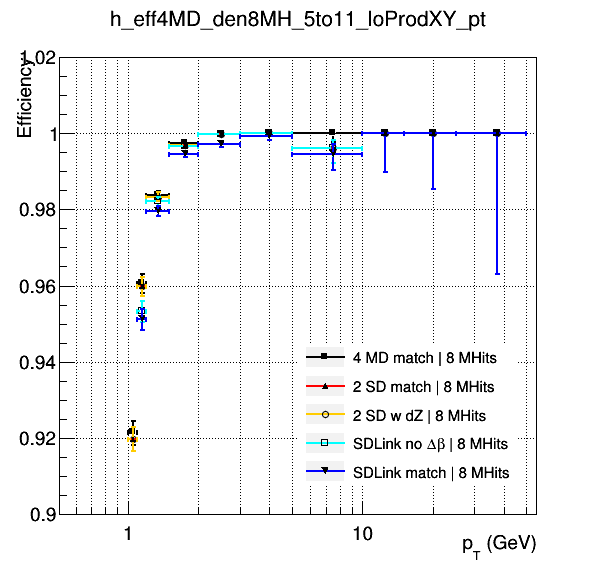 h_eff4MD_den8MH_5to11_loProdXY_pt
Efficiency
1.02
1
0.98
0.96
0.94
0.92
0.9
4 MD match | 8 MHits
2 SD match | 8 MHits
2 SD w dZ | 8 MHits
SDLink no Δβ | 8 MHits
SDLink match | 8 MHits
1
10
p_T (GeV)